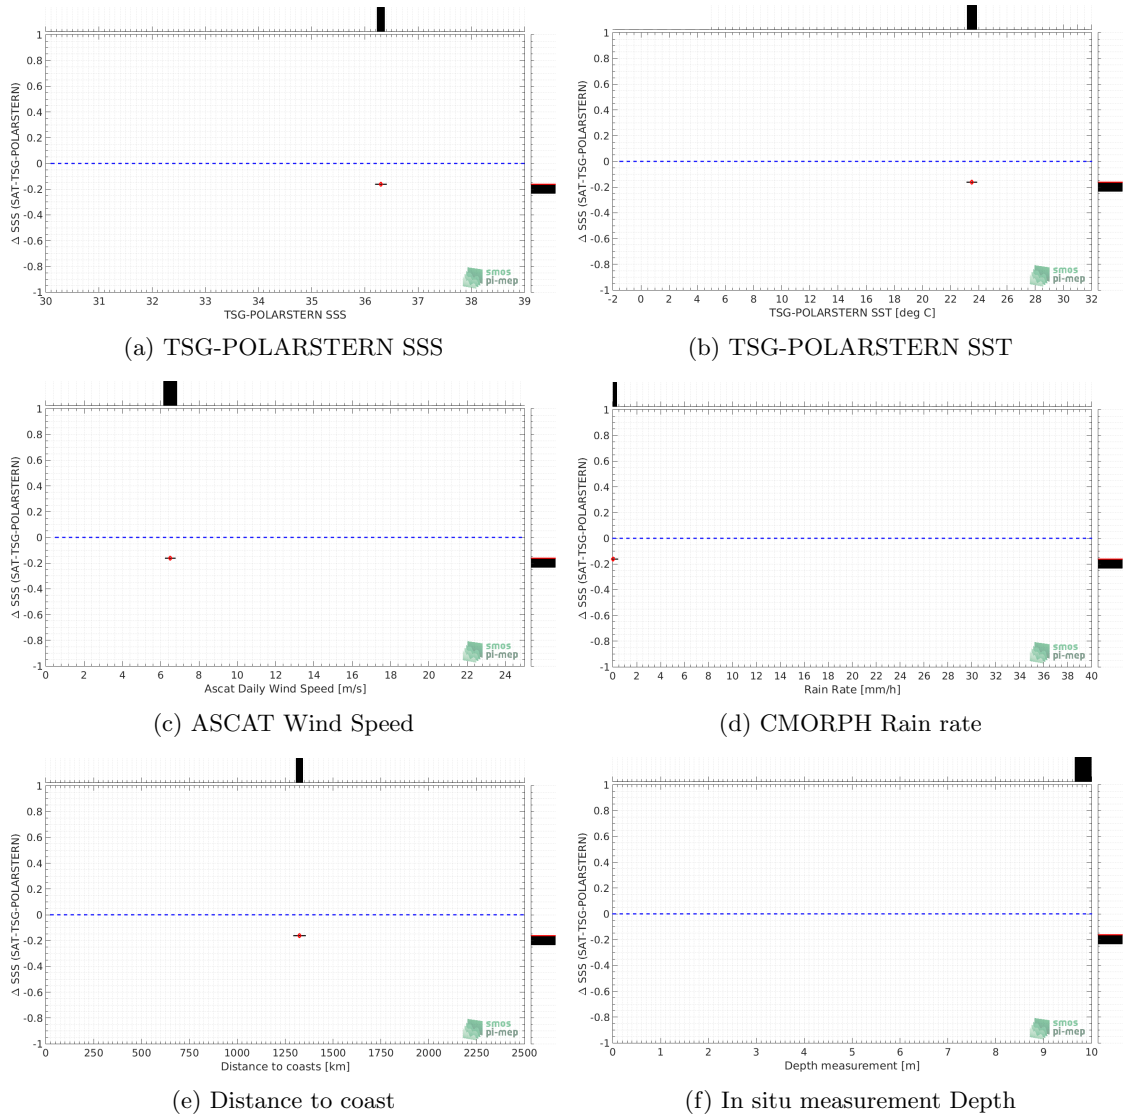 1
0.8
0.6
0.4
0.2
0
-0.2
-0.4
-0.6
-0.8
-1
Δ SSS (SAT-TSG-POLARSTERN)
30 31 32 33 34 35 36 37 38 39
TSG-POLARSTERN SSS
smos
pi-mep
(a) TSG-POLARSTERN SSS
1
0.8
0.6
0.4
0.2
0
-0.2
-0.4
-0.6
-0.8
-1
Δ SSS (SAT-TSG-POLARSTERN)
-2 0 2 4 6 8 10 12 14 16 18 20 22 24 26 28 30 32
TSG-POLARSTERN SST [deg C]
smos
pi-mep
(b) TSG-POLARSTERN SST
1
0.8
0.6
0.4
0.2
0
-0.2
-0.4
-0.6
-0.8
-1
Δ SSS (SAT-TSG-POLARSTERN)
0 2 4 6 8 10 12 14 16 18 20 22 24
Ascat Daily Wind Speed [m/s]
smos
pi-mep
(c) ASCAT Wind Speed
1
0.8
0.6
0.4
0.2
0
-0.2
-0.4
-0.6
-0.8
-1
Δ SSS (SAT-TSG-POLARSTERN)
0 2 4 6 8 10 12 14 16 18 20 22 24 26 28 30 32 34 36 38 40
Rain Rate [mm/h]
smos
pi-mep
(d) CMORPH Rain rate
1
0.8
0.6
0.4
0.2
0
-0.2
-0.4
-0.6
-0.8
-1
Δ SSS (SAT-TSG-POLARSTERN)
0 250 500 750 1000 1250 1500 1750 2000 2250 2500
Distance to coasts [km]
smos
pi-mep
(e) Distance to coast
1
0.8
0.6
0.4
0.2
0
-0.2
-0.4
-0.6
-0.8
-1
Δ SSS (SAT-TSG-POLARSTERN)
0 1 2 3 4 5 6 7 8 9 10
Depth measurement [m]
smos
pi-mep
(f) In situ measurement Depth